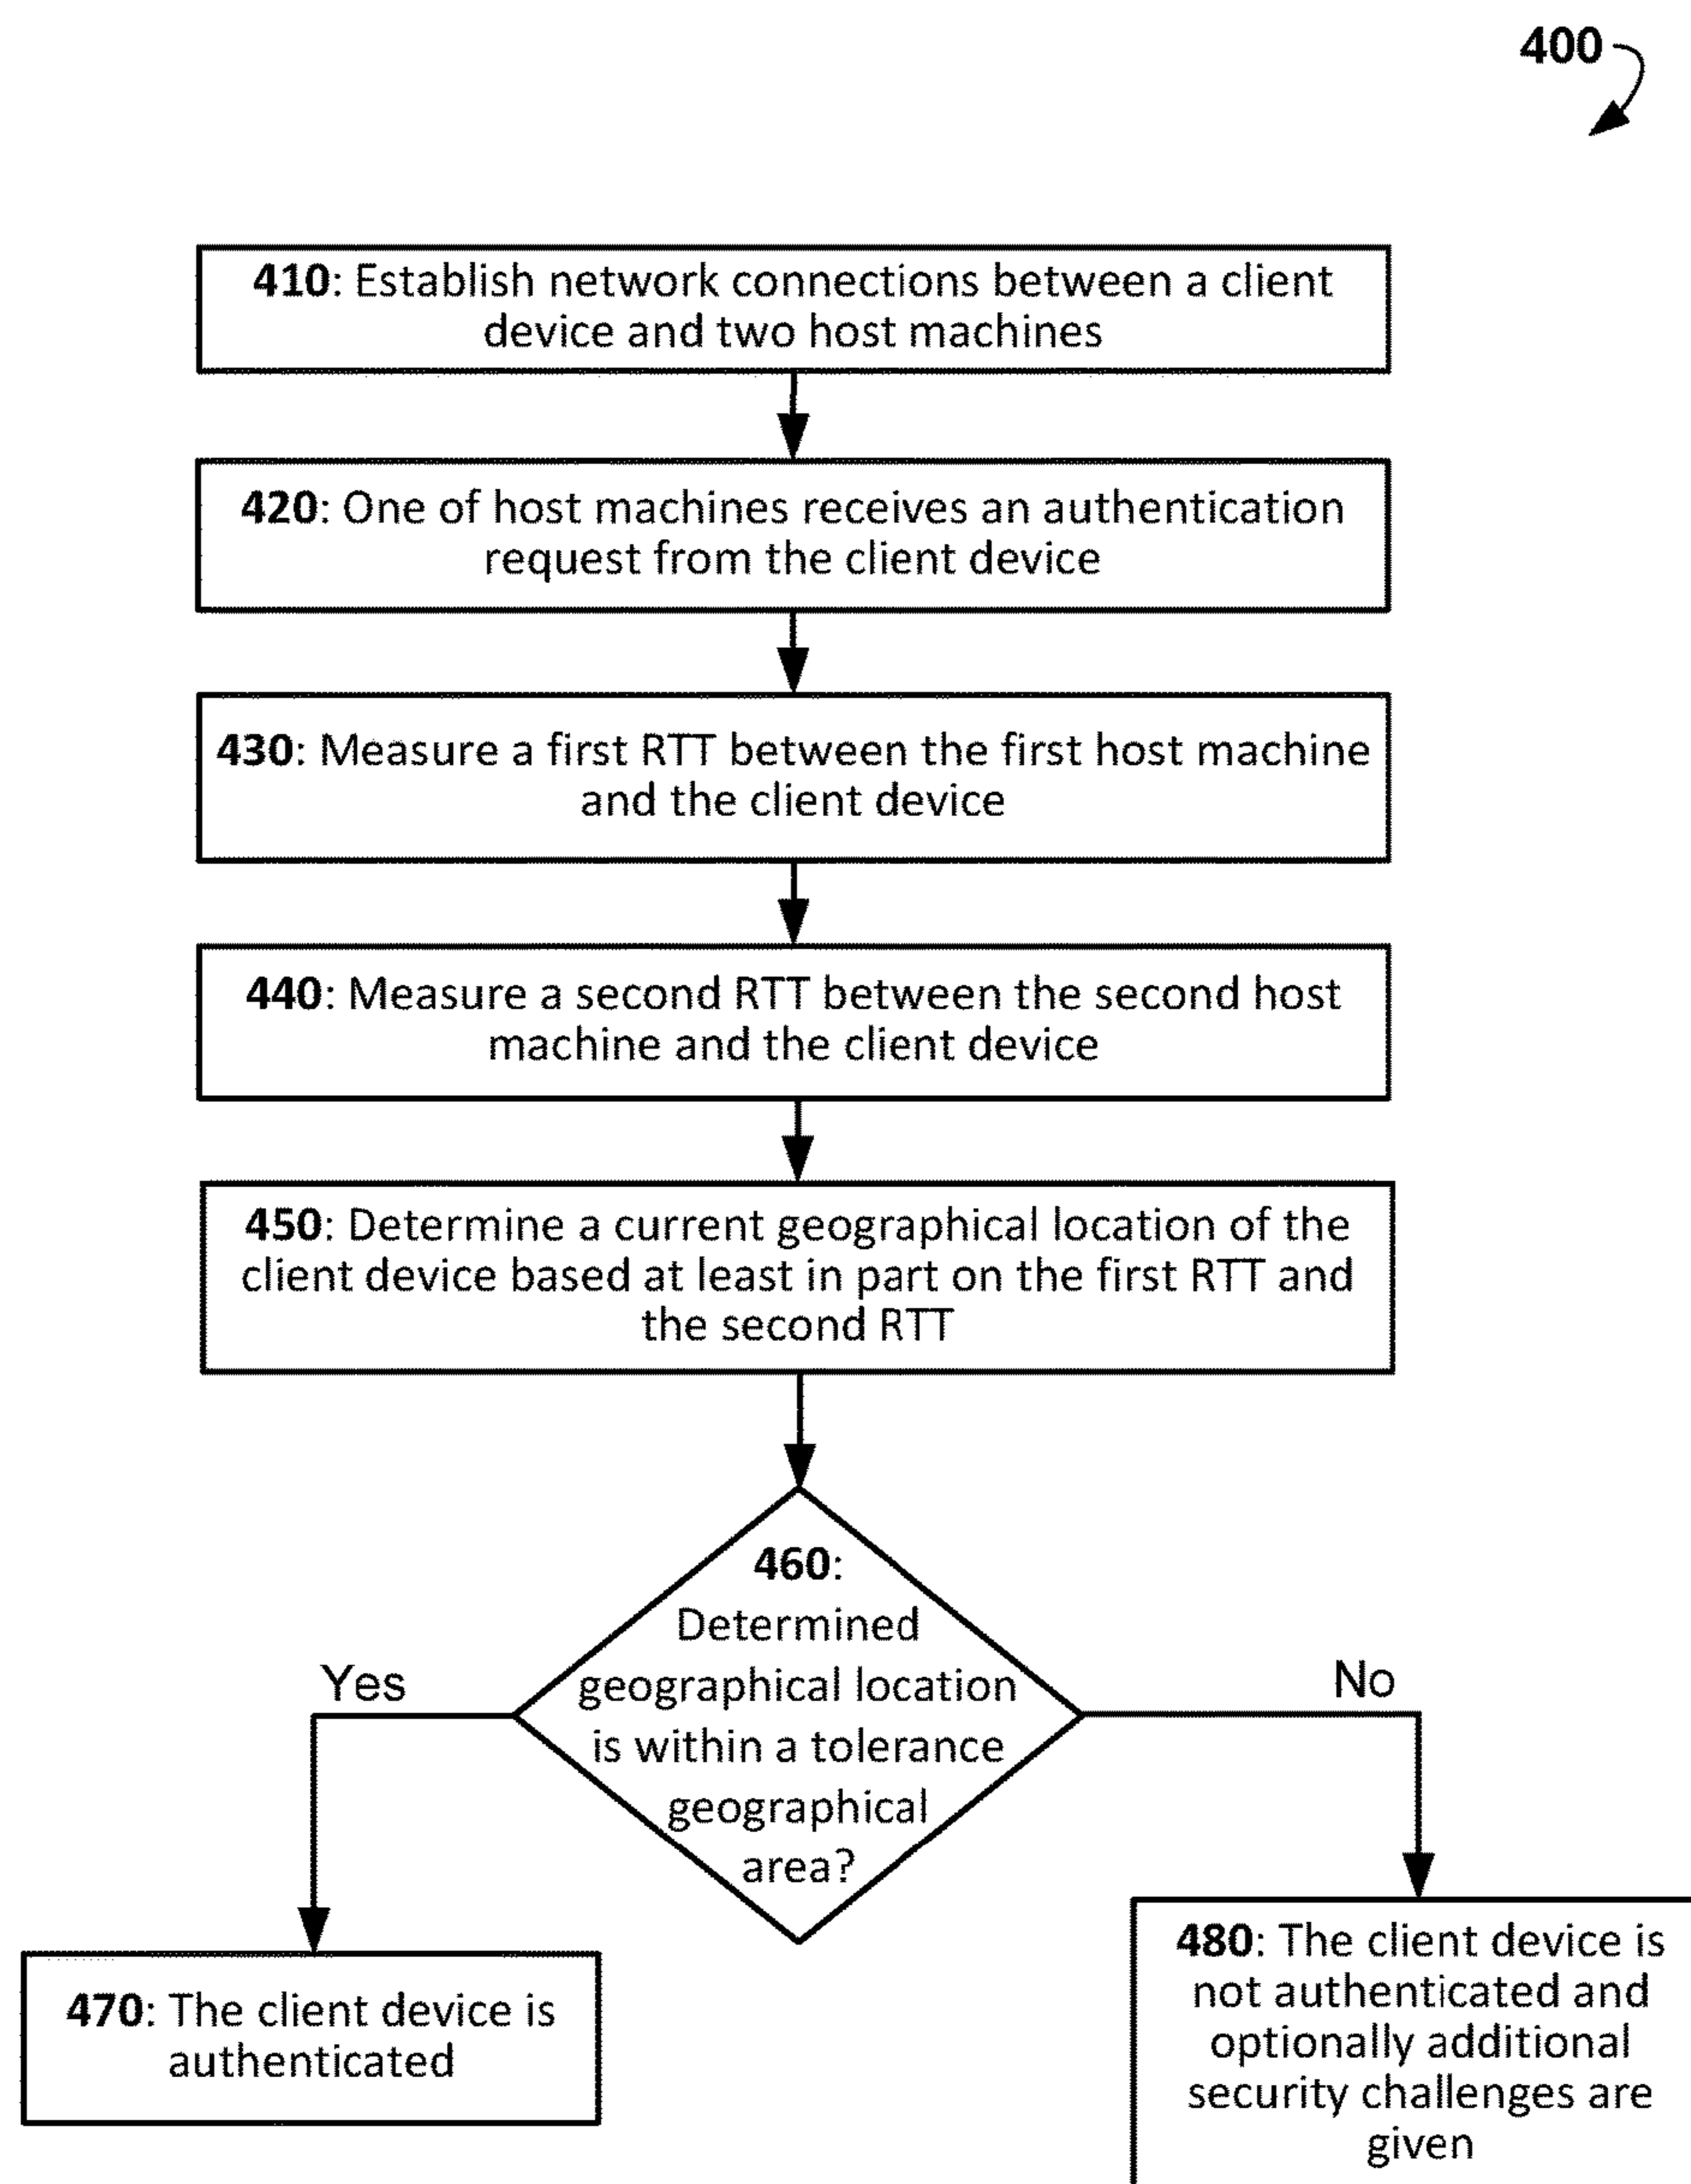 400
410: Establish network connections between a client
device and two host machines
420: One of host machines receives an authentication
request from the client device
430: Measure a first RTT between the first host machine
and the client device
440: Measure a second RTT between the second host
machine and the client device
450: Determine a current geographical location of the
client device based at least in part on the first RTT and
the second RTT
460:
Determined
geographical location
is within a tolerance
geographical
area?
Yes
No
470: The client device is
authenticated
480: The client device is
not authenticated and
optionally additional
security challenges are
given